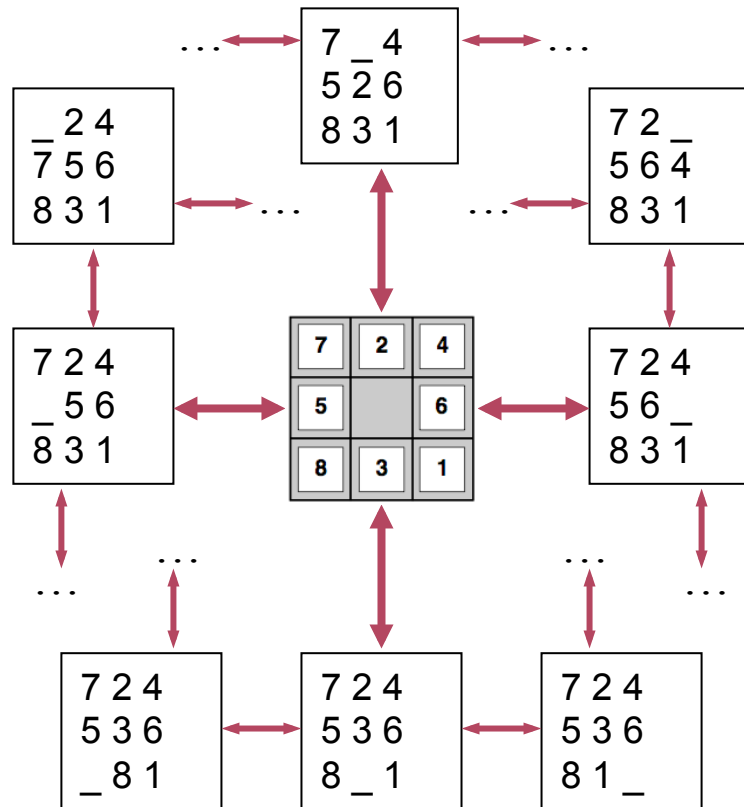 ... ...
7 _ 4
5 2 6
8 3 1
_ 2 4
7 5 6
8 3 1
7 2 _
5 6 4
8 3 1
... ...
7 2 4
_ 5 6
8 3 1
7 2 4
5 6
8 3 1
7 2 4
5 6 _
8 3 1
... ...
... ...
7 2 4
5 3 6
_ 8 1
7 2 4
5 3 6
8 _ 1
7 2 4
5 3 6
8 1 _